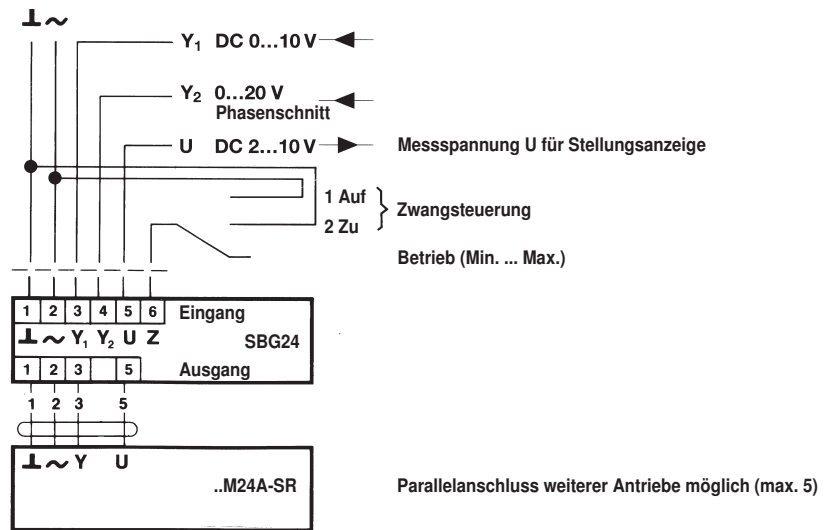 ⊥ ~
Y₁ DC 0...10 V
Y₂ 0...20 V
Phasenschnitt
U DC 2...10 V
Messspannung U für Stellungsanzeige
1 Auf
2 Zu
Zwangsteuerung
Betrieb (Min. ... Max.)
1 2 3 4 5 6 Eingang
⊥ ~ Y₁ Y₂ U Z SBG24
1 2 3 5 Ausgang
1 2 3 5
⊥ ~ Y U
..M24A-SR
Parallelanschluss weiterer Antriebe möglich (max. 5)